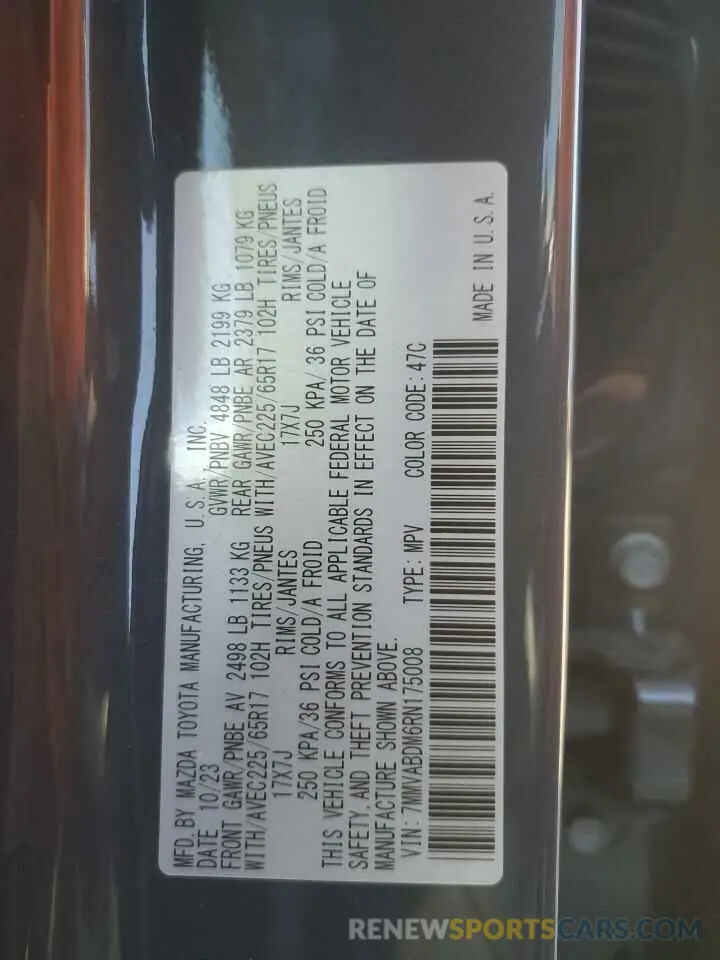 MFD. BY MAZDA TOYOTA MANUFACTURING, U.S.A., INC.
DATE 10/23 GVWR/PNBV 4848 LB 2199 KG
FRONT GAWR/PNBE AV 2498 LB 1133 KG REAR GAWR/PNBE AR 2379 LB 1079 KG
WITH/AVEC225/65R17 102H TIRES/PNEUS WITH/AVEC225/65R17 102H TIRES/PNEUS
17X7J RIMS/JANTES 17X7J RIMS/JANTES
250 KPA/36 PSI COLD/A FROID 250 KPA/ 36 PSI COLD/A FROID
THIS VEHICLE CONFORMS TO ALL APPLICABLE FEDERAL MOTOR VEHICLE
SAFETY, AND THEFT PREVENTION STANDARDS IN EFFECT ON THE DATE OF
MANUFACTURE SHOWN ABOVE.
VIN: 7MMVABDM6RN175008 TYPE: MPV COLOR CODE: 47C
MADE IN U.S.A.
RENEWSPORTSCARS.COM